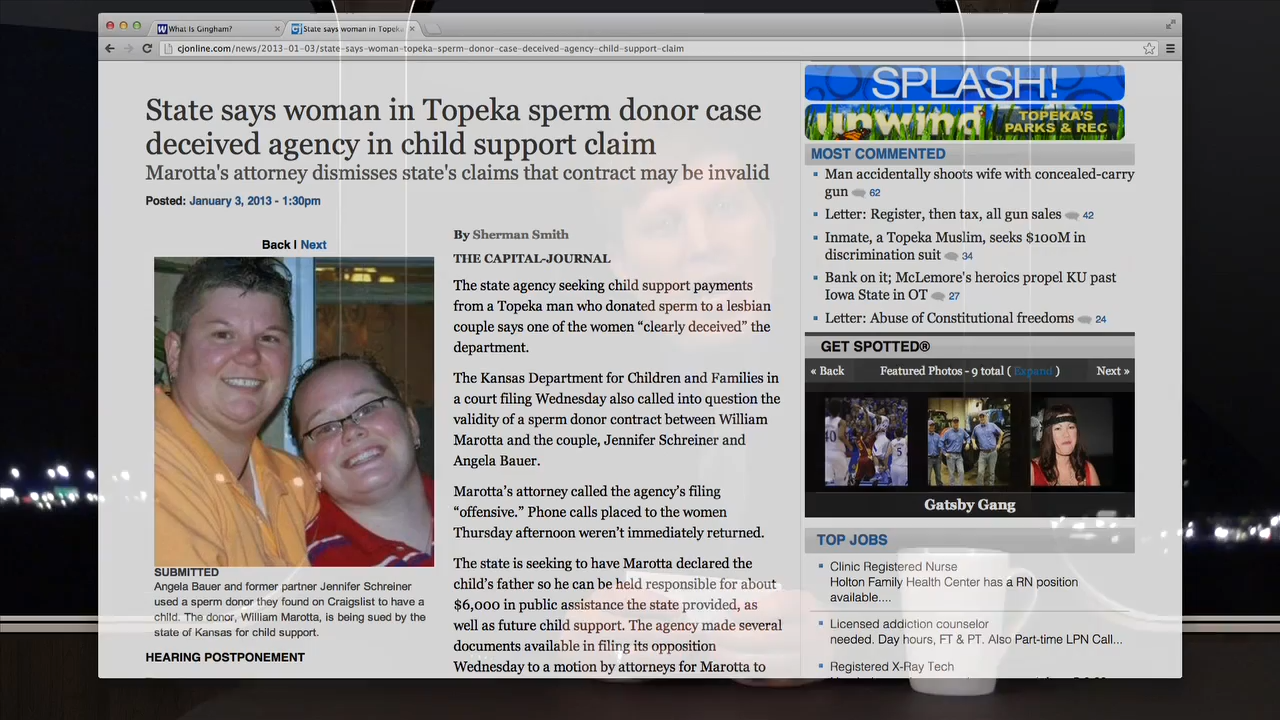 What Is Gingham?
State says woman in Topeka
cjonline.com/news/2013-01-03/state-says-woman-topeka-sperm-donor-case-deceived-agency-child-support-claim
State says woman in Topeka sperm donor case
deceived agency in child support claim
Marotta's attorney dismisses state's claims that contract may be invalid
Posted: January 3, 2013 - 1:30pm
Back | Next
SUBMITTED
Angela Bauer and former partner Jennifer Schreiner
used a sperm donor they found on Craigslist to have a
child. The donor, William Marotta, is being sued by the
state of Kansas for child support.
HEARING POSTPONEMENT
By Sherman Smith
THE CAPITAL-JOURNAL
The state agency seeking child support payments
from a Topeka man who donated sperm to a lesbian
couple says one of the women “clearly deceived” the
department.
The Kansas Department for Children and Families in
a court filing Wednesday also called into question the
validity of a sperm donor contract between William
Marotta and the couple, Jennifer Schreiner and
Angela Bauer.
Marotta’s attorney called the agency’s filing
“offensive.” Phone calls placed to the women
Thursday afternoon weren’t immediately returned.
The state is seeking to have Marotta declared the
child’s father so he can be held responsible for about
$6,000 in public assistance the state provided, as
well as future child support. The agency made several
documents available in filing its opposition
Wednesday to a motion by attorneys for Marotta to
SPLASH!
unwind TOPEKA'S
PARKS & REC
MOST COMMENTED
Man accidentally shoots wife with concealed-carry
gun 62
Letter: Register, then tax, all gun sales 42
Inmate, a Topeka Muslim, seeks $100M in
discrimination suit 34
Bank on it; McLemore's heroics propel KU past
Iowa State in OT 27
Letter: Abuse of Constitutional freedoms 24
GET SPOTTED®
« Back Featured Photos - 9 total ( Expand ) Next »
Gatsby Gang
TOP JOBS
Clinic Registered Nurse
Holton Family Health Center has a RN position
available....
Licensed addiction counselor
needed. Day hours, FT & PT. Also Part-time LPN Call...
Registered X-Ray Tech